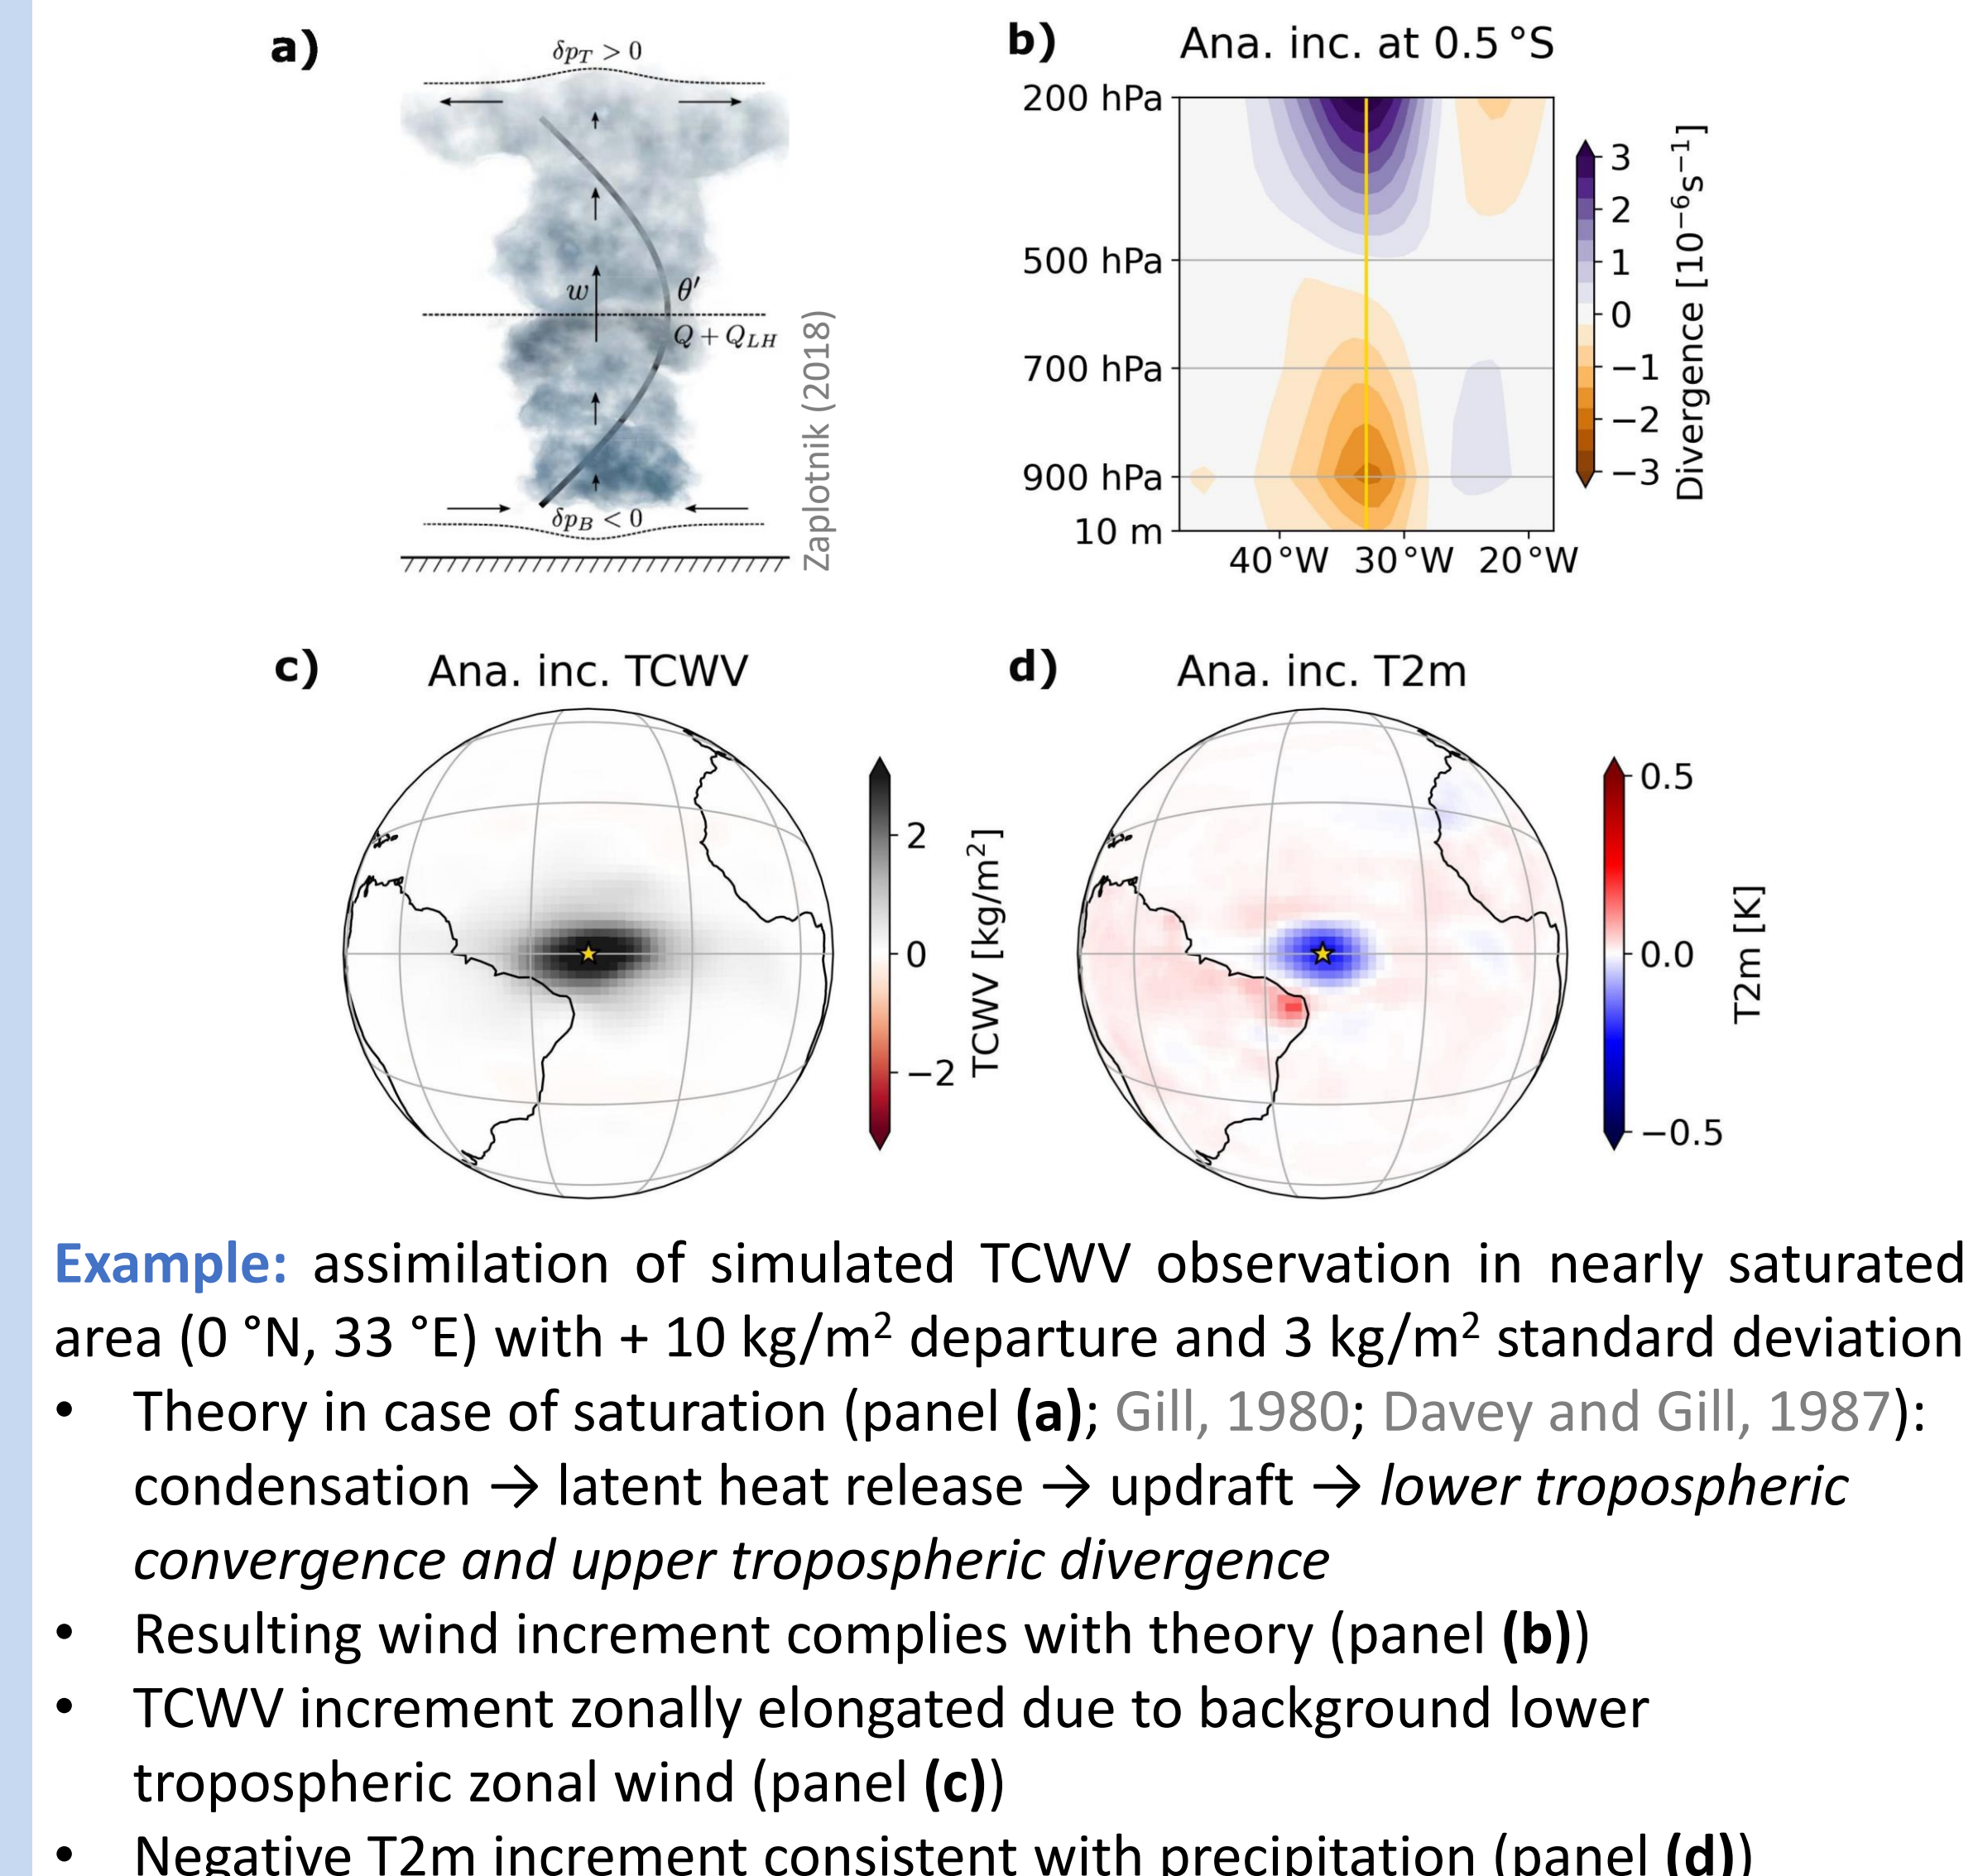 a)
δp_T > 0
w
θ′
Q + Q_LH
δp_B < 0
Zaplotnik (2018)
b)
Ana. inc. at 0.5 °S
200 hPa
500 hPa
700 hPa
900 hPa
10 m
40°W 30°W 20°W
3
2
1
0
−1
−2
−3
Divergence [10⁻⁶s⁻¹]
c)
Ana. inc. TCWV
2
0
−2
TCWV [kg/m²]
d)
Ana. inc. T2m
0.5
0.0
−0.5
T2m [K]
Example: assimilation of simulated TCWV observation in nearly saturated
area (0 °N, 33 °E) with + 10 kg/m² departure and 3 kg/m² standard deviation
• Theory in case of saturation (panel (a); Gill, 1980; Davey and Gill, 1987):
condensation → latent heat release → updraft → lower tropospheric
convergence and upper tropospheric divergence
• Resulting wind increment complies with theory (panel (b))
• TCWV increment zonally elongated due to background lower
tropospheric zonal wind (panel (c))
• Negative T2m increment consistent with precipitation (panel (d))